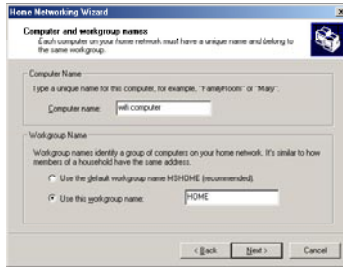 Home Networking Wizard
Computer and workgroup names
Each computer on your home network must have a unique name and belong to
the same workgroup.
Computer Name
Type a unique name for this computer, for example, "FamilyRoom" or "Mary".
Computer name:
wifi computer
Workgroup Name
Workgroup names identify a group of computers on your home network. It's similar to how
members of a household have the same address.
Use the default workgroup name MSHOME (recommended).
Use this workgroup name:
HOME
< Back
Next >
Cancel